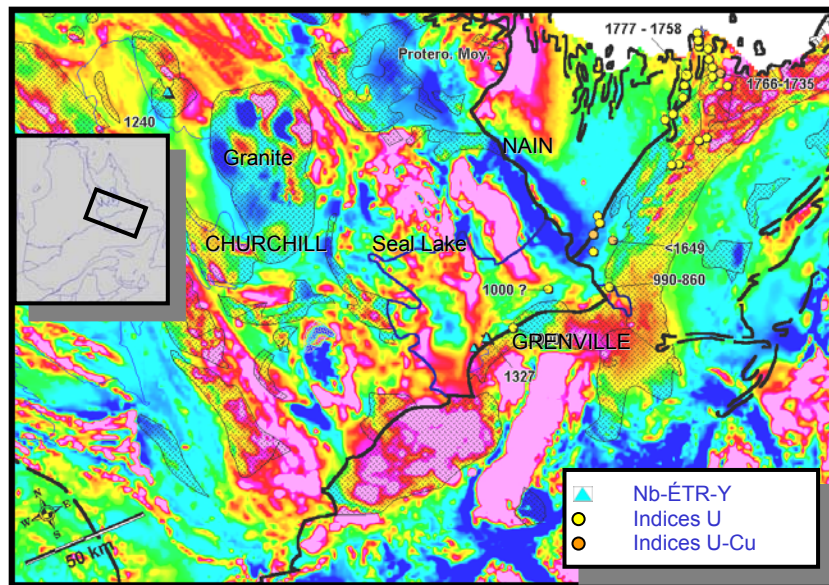 1777 - 1758
Protero. Moy.
1766-1735
1240
NAIN
Granite
CHURCHILL
Seal Lake
<1649
1000 ?
990-860
GRENVILLE
1327
N
W
E
S
50 km
Nb-ÉTR-Y
Indices U
Indices U-Cu